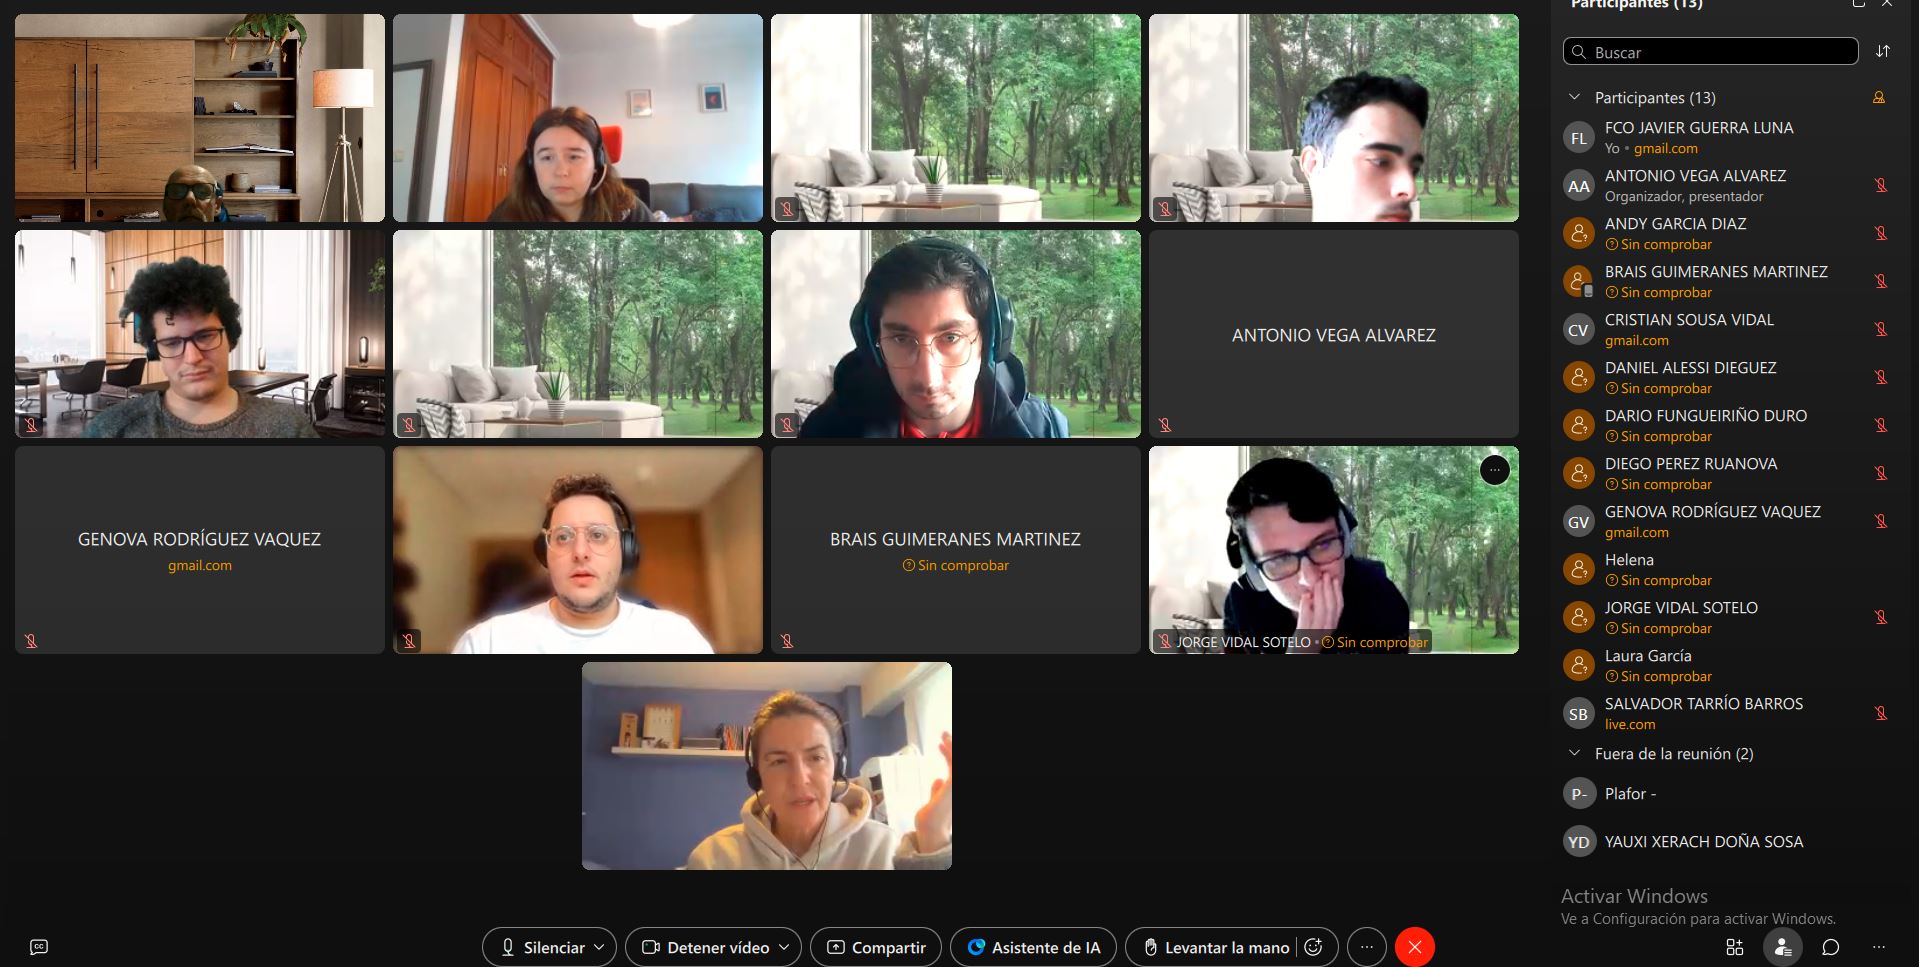 ANTONIO VEGA ALVAREZ
GENOVA RODRÍGUEZ VAQUEZ
gmail.com
BRAIS GUIMERANES MARTINEZ
Sin comprobar
JORGE VIDAL SOTELO • Sin comprobar
Participantes (13)
Buscar
Participantes (13)
FL
FCO JAVIER GUERRA LUNA
Yo • gmail.com
AA
ANTONIO VEGA ALVAREZ
Organizador, presentador
ANDY GARCIA DIAZ
Sin comprobar
BRAIS GUIMERANES MARTINEZ
Sin comprobar
CV
CRISTIAN SOUSA VIDAL
gmail.com
DANIEL ALESSI DIEGUEZ
Sin comprobar
DARIO FUNGUEIRIÑO DURO
Sin comprobar
DIEGO PEREZ RUANOVA
Sin comprobar
GV
GENOVA RODRÍGUEZ VAQUEZ
gmail.com
Helena
Sin comprobar
JORGE VIDAL SOTELO
Sin comprobar
Laura García
Sin comprobar
SB
SALVADOR TARRÍO BARROS
live.com
Fuera de la reunión (2)
P-
Plafor -
YD
YAUXI XERACH DOÑA SOSA
Activar Windows
Ve a Configuración para activar Windows.
CC
Silenciar
Detener vídeo
Compartir
Asistente de IA
Levantar la mano